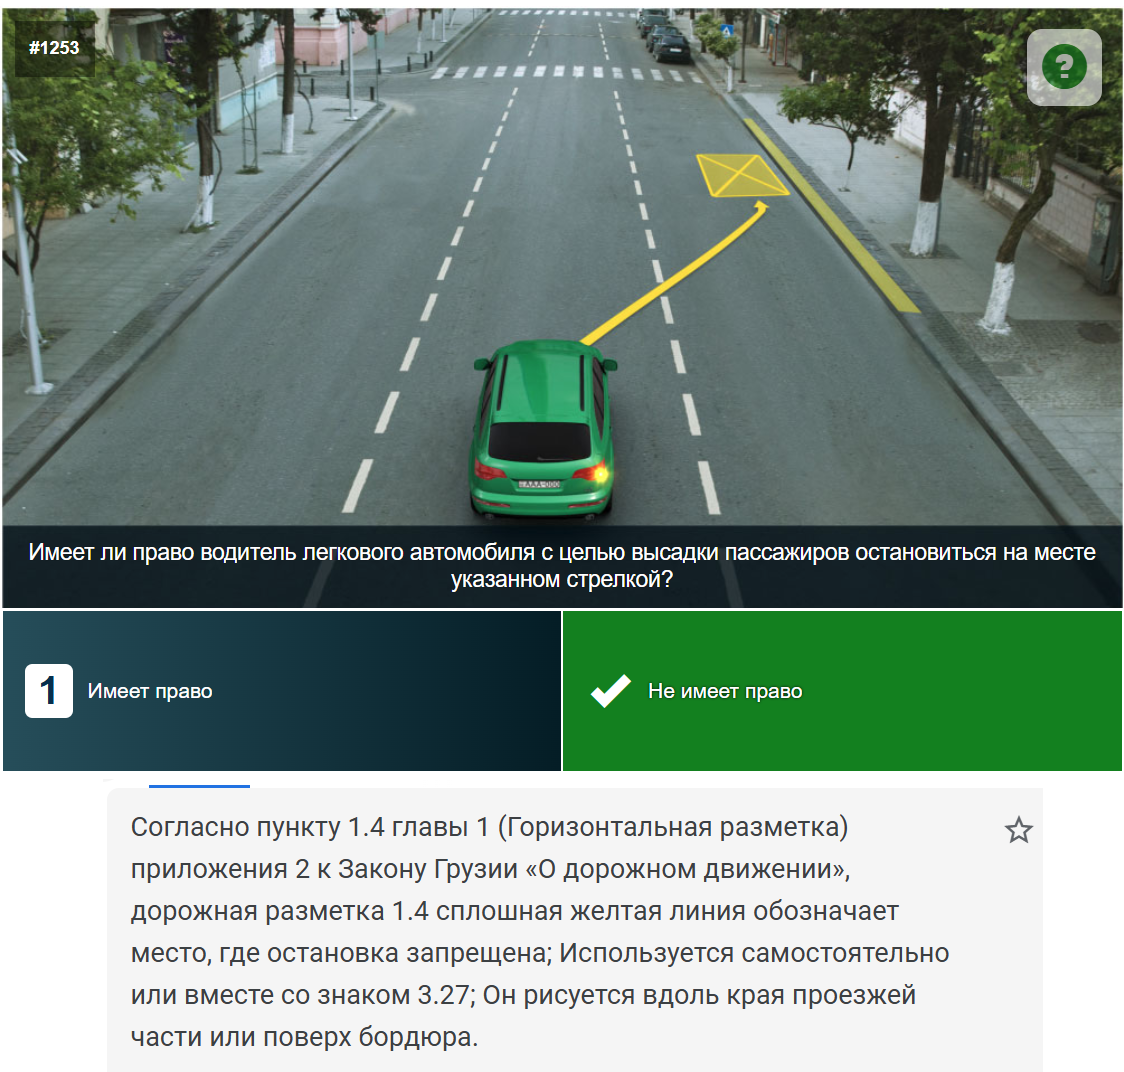 #1253
?
AAA-000
Имеет ли право водитель легкового автомобиля с целью высадки пассажиров остановиться на месте
указанном стрелкой?
1 Имеет право
Не имеет право
Согласно пункту 1.4 главы 1 (Горизонтальная разметка)
приложения 2 к Закону Грузии «О дорожном движении»,
дорожная разметка 1.4 сплошная желтая линия обозначает
место, где остановка запрещена; Используется самостоятельно
или вместе со знаком 3.27; Он рисуется вдоль края проезжей
части или поверх бордюра.